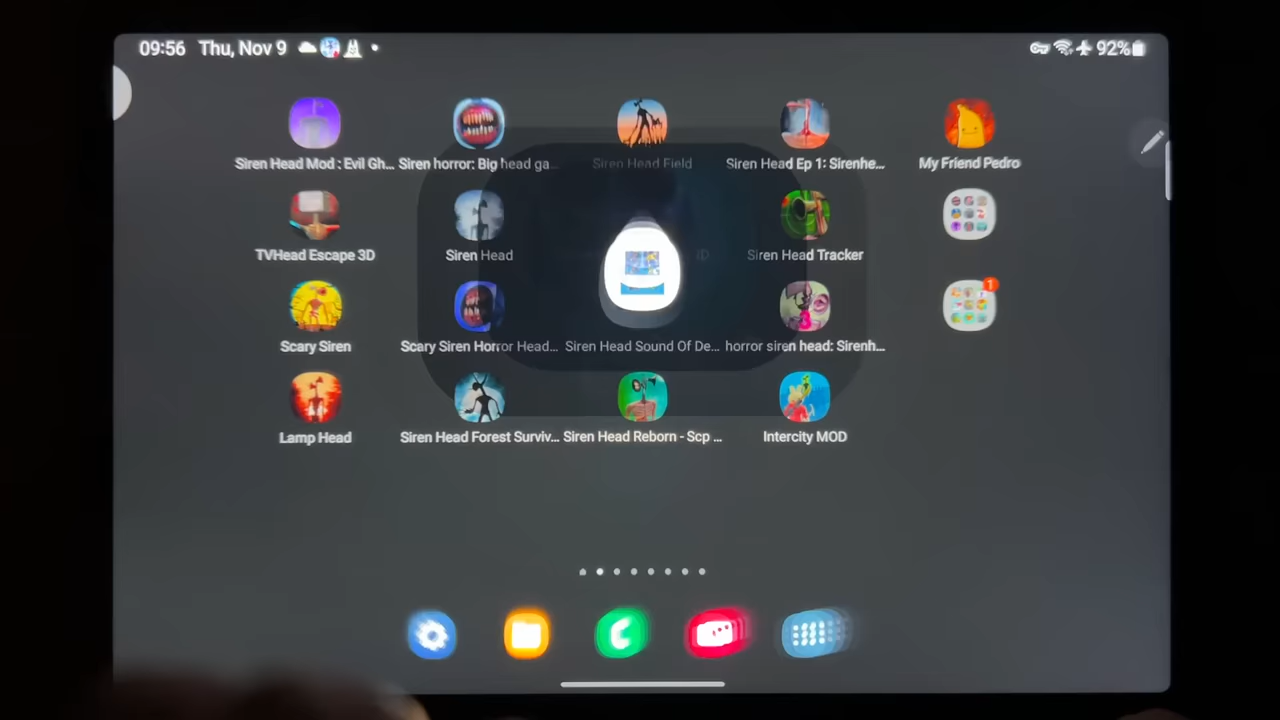 09:56 Thu, Nov 9 92%
Siren Head Mod : Evil Gh... Siren horror: Big head ga... Siren Head Field Siren Head Ep 1: Sirenhe... My Friend Pedro
TVHead Escape 3D Siren Head Siren Head Tracker
1
Scary Siren Scary Siren Horror Head... Siren Head Sound Of De... horror siren head: Sirenh...
Lamp Head Siren Head Forest Surviv... Siren Head Reborn - Scp ... Intercity MOD